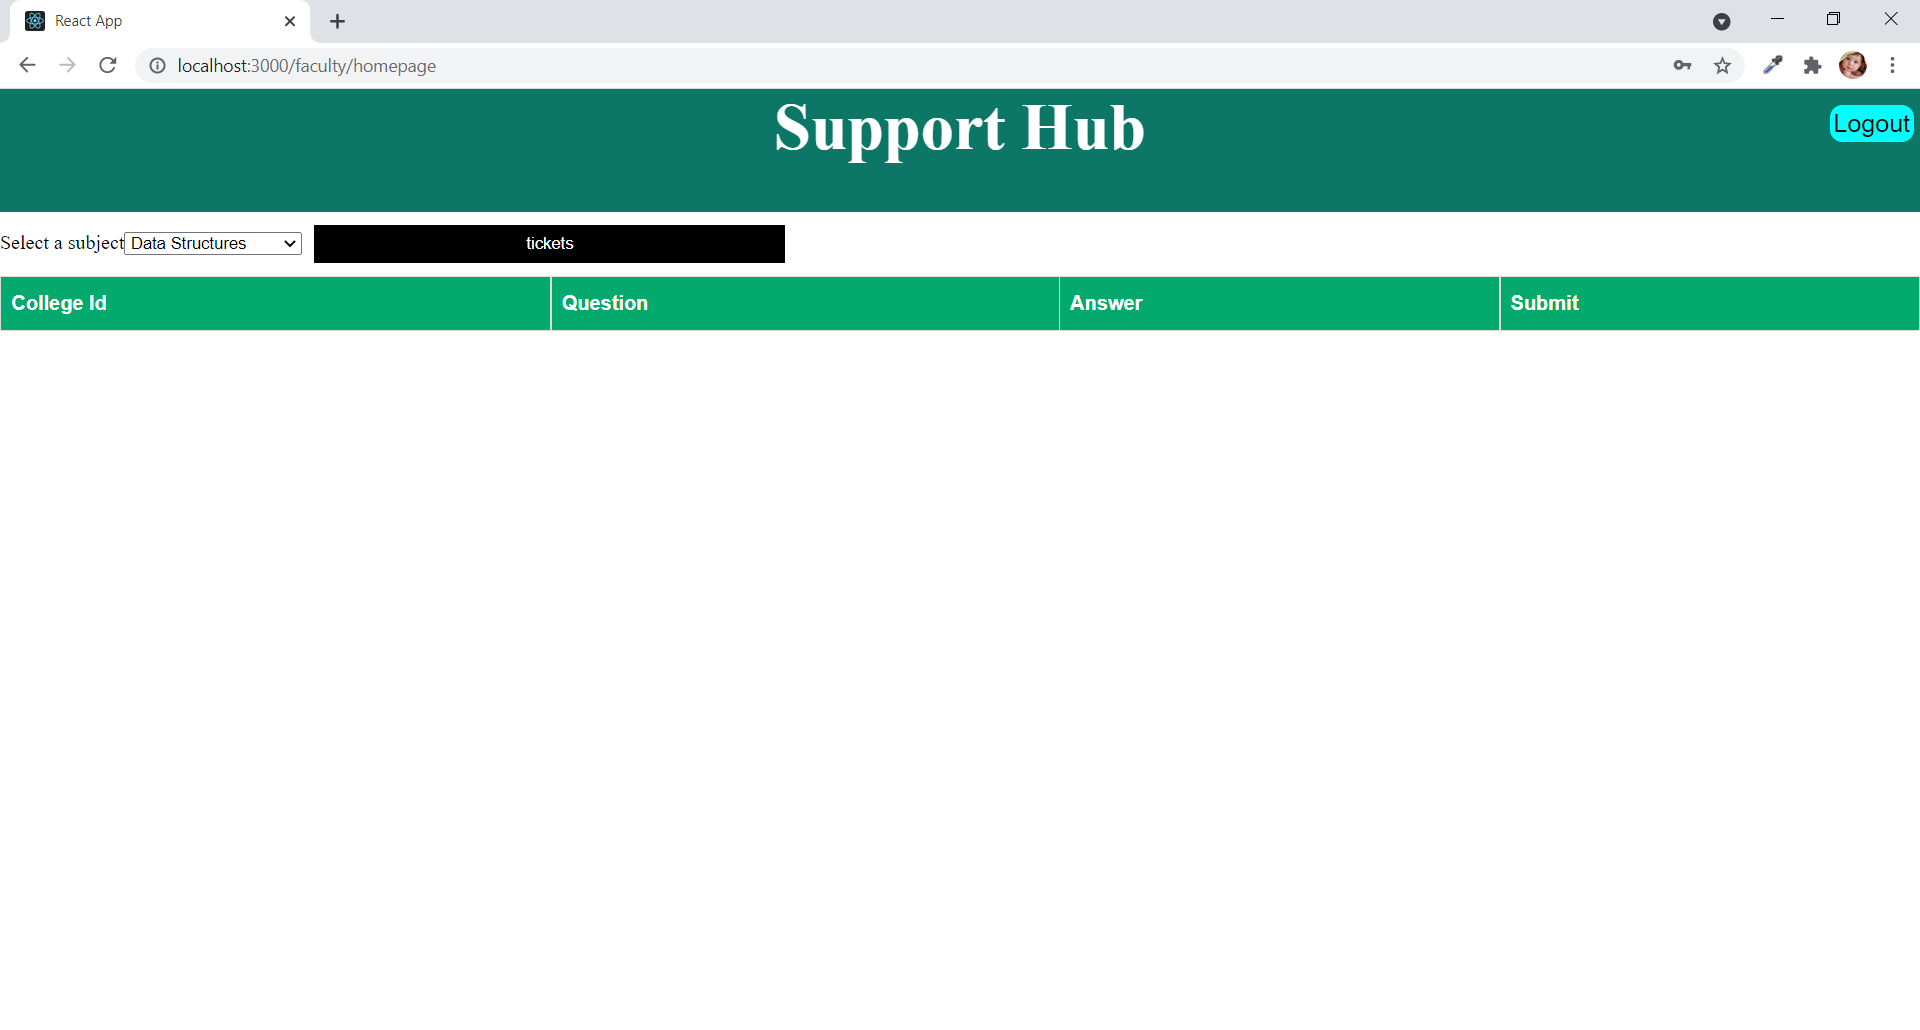 React App
localhost:3000/faculty/homepage
Support Hub
Logout
Select a subject Data Structures tickets
College Id Question Answer Submit